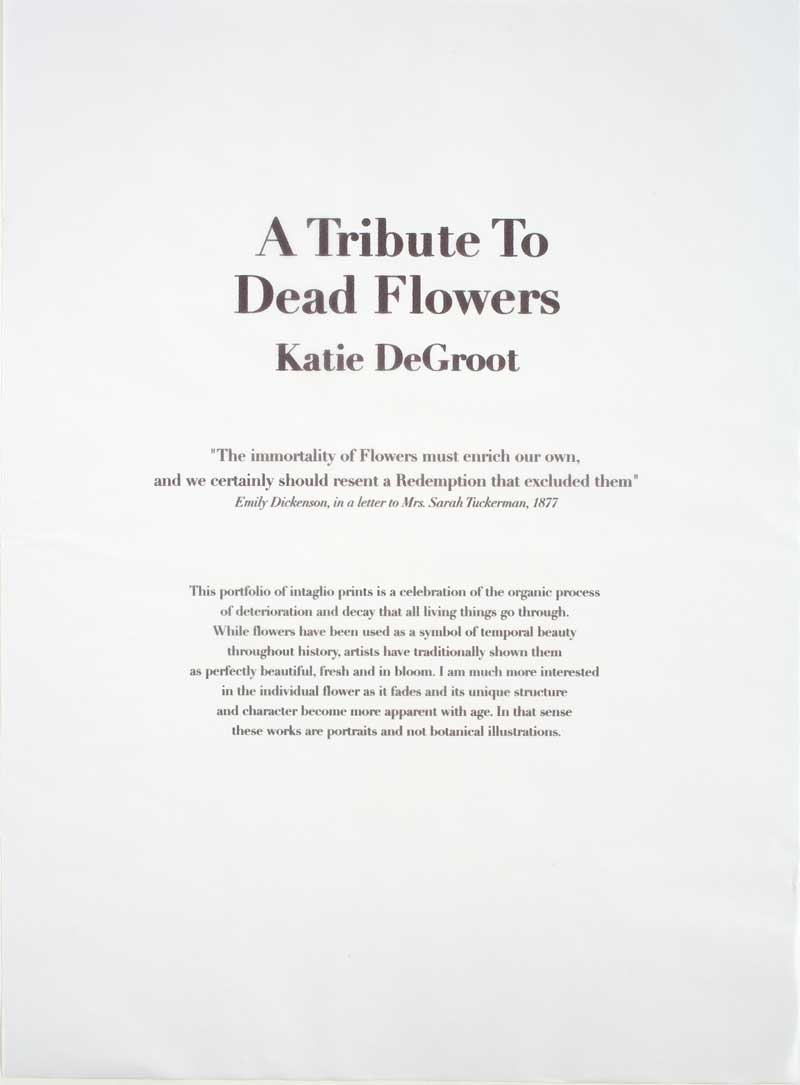 A Tribute To
Dead Flowers
Katie DeGroot
"The immortality of Flowers must enrich our own,
and we certainly should resent a Redemption that excluded them"
Emily Dickenson, in a letter to Mrs. Sarah Tuckerman, 1877
This portfolio of intaglio prints is a celebration of the organic process
of deterioration and decay that all living things go through.
While flowers have been used as a symbol of temporal beauty
throughout history, artists have traditionally shown them
as perfectly beautiful, fresh and in bloom. I am much more interested
in the individual flower as it fades and its unique structure
and character become more apparent with age. In that sense
these works are portraits and not botanical illustrations.